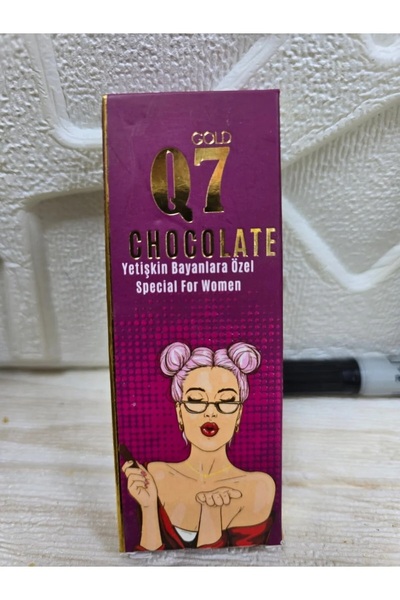 GOLD
Q7
CHOCOLATE
Yetişkin Bayanlara Özel
Special For Women